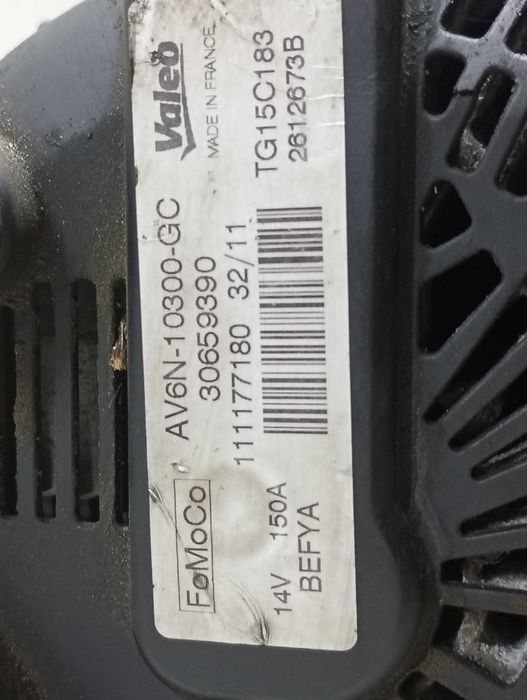 Valeo
MADE IN FRANCE
TG15C183
2612673B
AV6N-10300-GC
30659390
111177180 32/11
FoMoCo
14V 150A
BEFYA